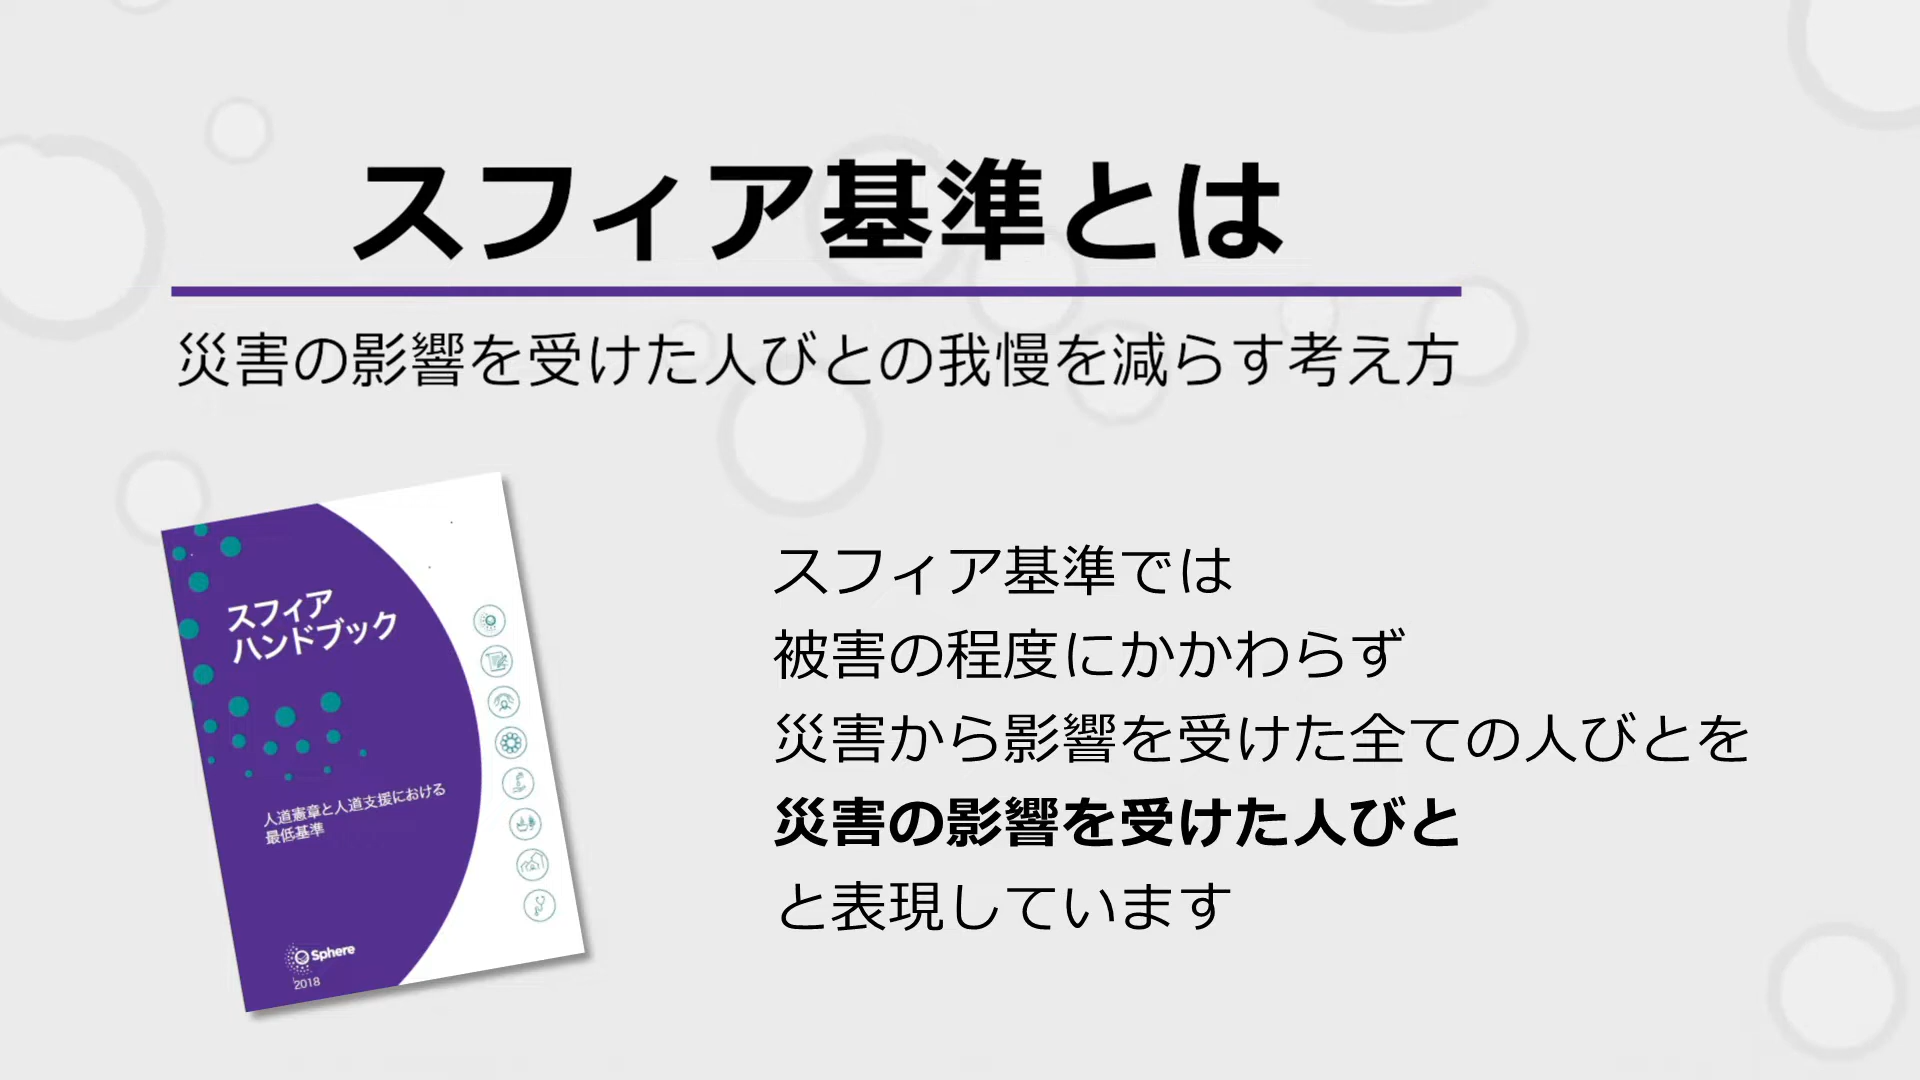 スフィア基準とは
災害の影響を受けた人びとの我慢を減らす考え方
スフィア
ハンドブック
人道憲章と人道支援における
最低基準
Sphere
2018
スフィア基準では
被害の程度にかかわらず
災害から影響を受けた全ての人びとを
災害の影響を受けた人びと
と表現しています